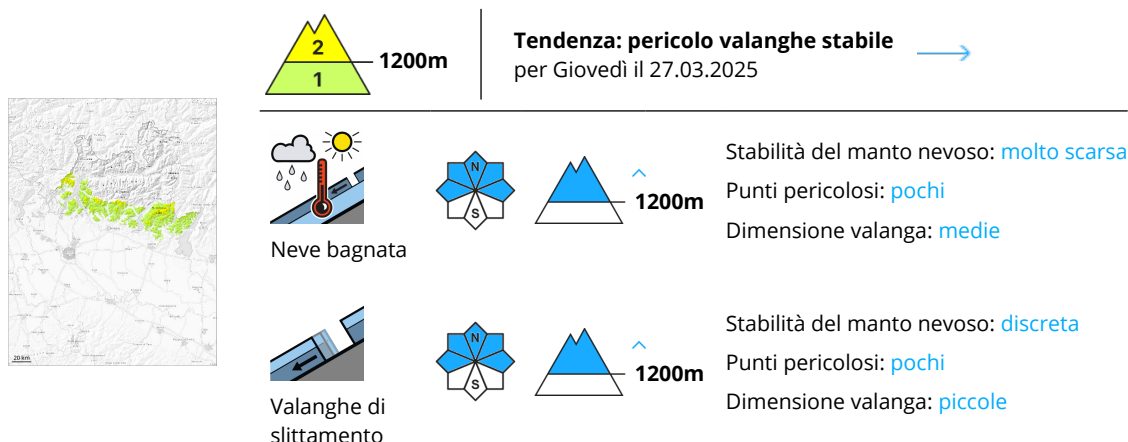 2
1
1200m
Tendenza: pericolo valanghe stabile
per Giovedì il 27.03.2025
20 km
Neve bagnata
N
S
1200m
Stabilità del manto nevoso: molto scarsa
Punti pericolosi: pochi
Dimensione valanga: medie
Valanghe di
slittamento
N
S
1200m
Stabilità del manto nevoso: discreta
Punti pericolosi: pochi
Dimensione valanga: piccole